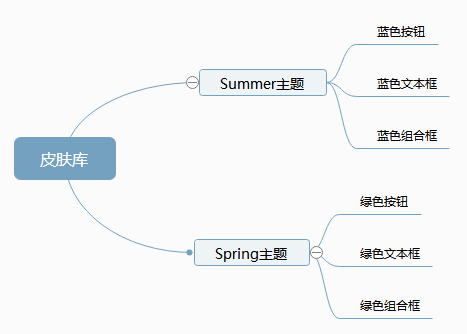 皮肤库
Summer主题
蓝色按钮
蓝色文本框
蓝色组合框
Spring主题
绿色按钮
绿色文本框
绿色组合框